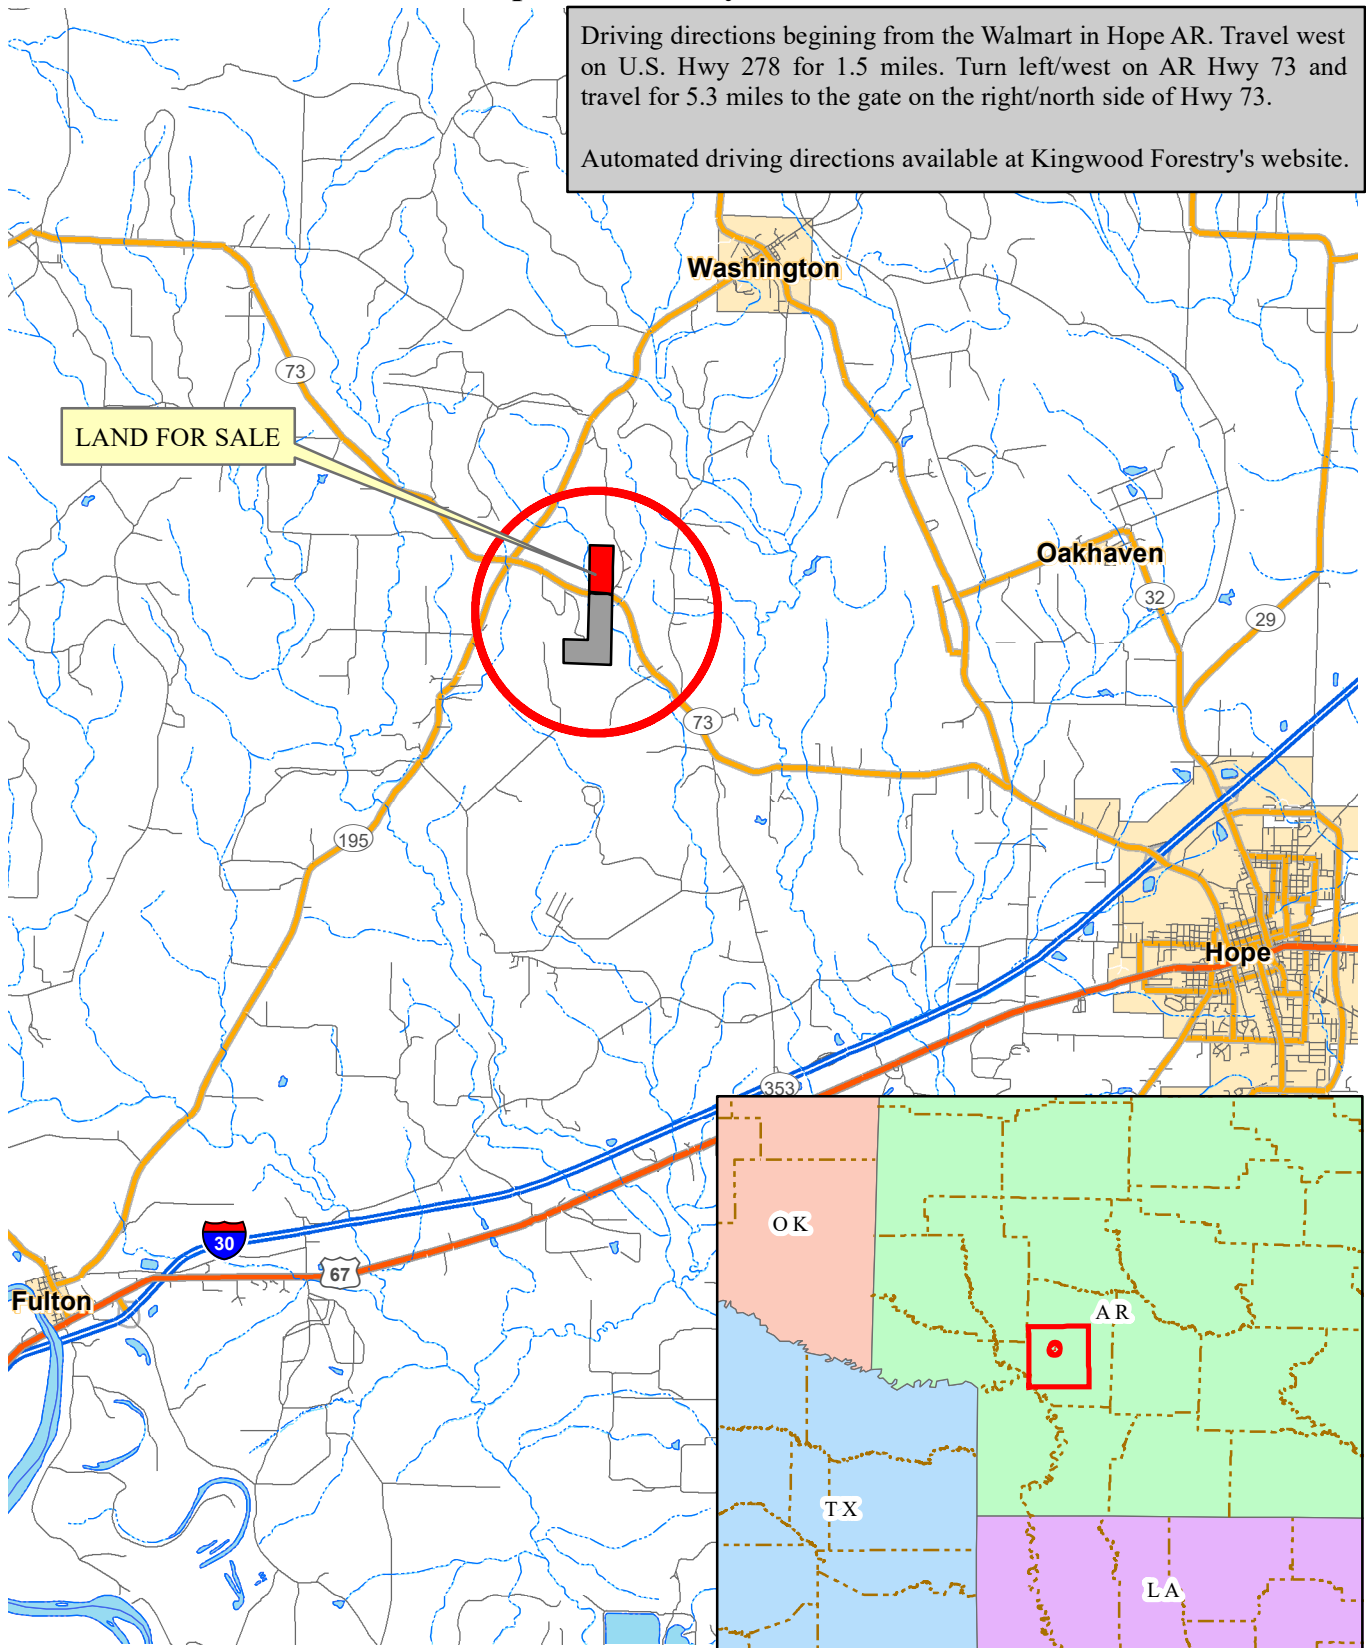 Driving directions begining from the Walmart in Hope AR. Travel west
on U.S. Hwy 278 for 1.5 miles. Turn left/west on AR Hwy 73 and
travel for 5.3 miles to the gate on the right/north side of Hwy 73.
Automated driving directions available at Kingwood Forestry's website.
Washington
73
LAND FOR SALE
Oakhaven
32
29
73
195
Hope
353
30
67
Fulton
OK
AR
TX
LA